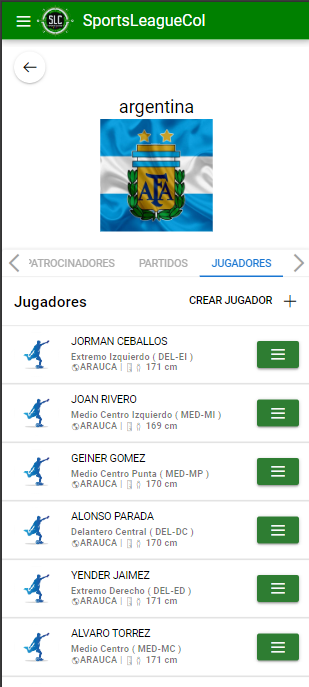 SLC
SportsLeagueCol
argentina
AFA
PATROCINADORES PARTIDOS JUGADORES
Jugadores CREAR JUGADOR
JORMAN CEBALLOS
Extremo Izquierdo ( DEL-EI )
ARAUCA | 171 cm
JOAN RIVERO
Medio Centro Izquierdo ( MED-MI )
ARAUCA | 169 cm
GEINER GOMEZ
Medio Centro Punta ( MED-MP )
ARAUCA | 170 cm
ALONSO PARADA
Delantero Central ( DEL-DC )
ARAUCA | 170 cm
YENDER JAIMEZ
Extremo Derecho ( DEL-ED )
ARAUCA | 171 cm
ALVARO TORREZ
Medio Centro ( MED-MC )
ARAUCA | 171 cm